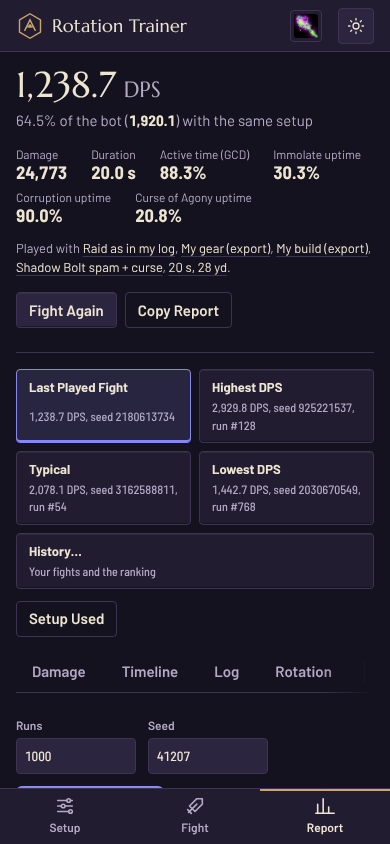 Rotation Trainer
1,238.7 DPS
64.5% of the bot (1,920.1) with the same setup
Damage Duration Active time (GCD) Immolate uptime
24,773 20.0 s 88.3% 30.3%
Corruption uptime Curse of Agony uptime
90.0% 20.8%
Played with Raid as in my log, My gear (export), My build (export),
Shadow Bolt spam + curse, 20 s, 28 yd.
Fight Again Copy Report
Last Played Fight
1,238.7 DPS, seed 2180613734
Highest DPS
2,929.8 DPS, seed 925221537,
run #128
Typical
2,078.1 DPS, seed 3162588811,
run #54
Lowest DPS
1,442.7 DPS, seed 2030670549,
run #768
History...
Your fights and the ranking
Setup Used
Damage Timeline Log Rotation
Runs Seed
1000 41207
Setup Fight Report